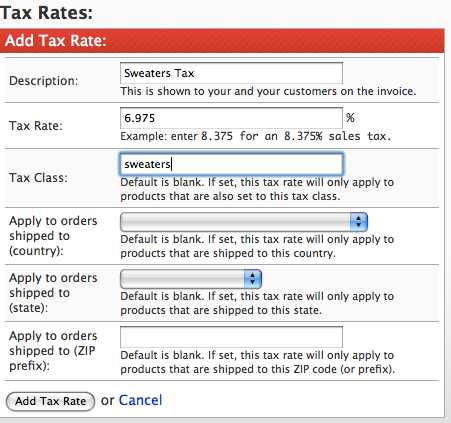 Tax Rates:
Add Tax Rate:
Description:
Sweaters Tax
This is shown to your and your customers on the invoice.
Tax Rate:
6.975 %
Example: enter 8.375 for an 8.375% sales tax.
Tax Class:
sweaters
Default is blank. If set, this tax rate will only apply to
products that are also set to this tax class.
Apply to orders
shipped to
(country):
Default is blank. If set, this tax rate will only apply to
products that are shipped to this country.
Apply to orders
shipped to
(state):
Default is blank. If set, this tax rate will only apply to
products that are shipped to this state.
Apply to orders
shipped to (ZIP
prefix):
Default is blank. If set, this tax rate will only apply to
products that are shipped to this ZIP code (or prefix).
Add Tax Rate or Cancel